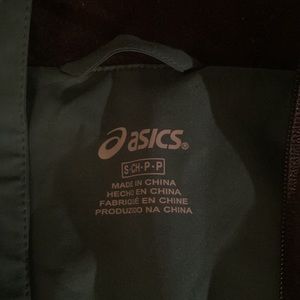 asics®
S·CH·P·P
MADE IN CHINA
HECHO EN CHINA
FABRIQUÉ EN CHINE
PRODUZIDO NA CHINA